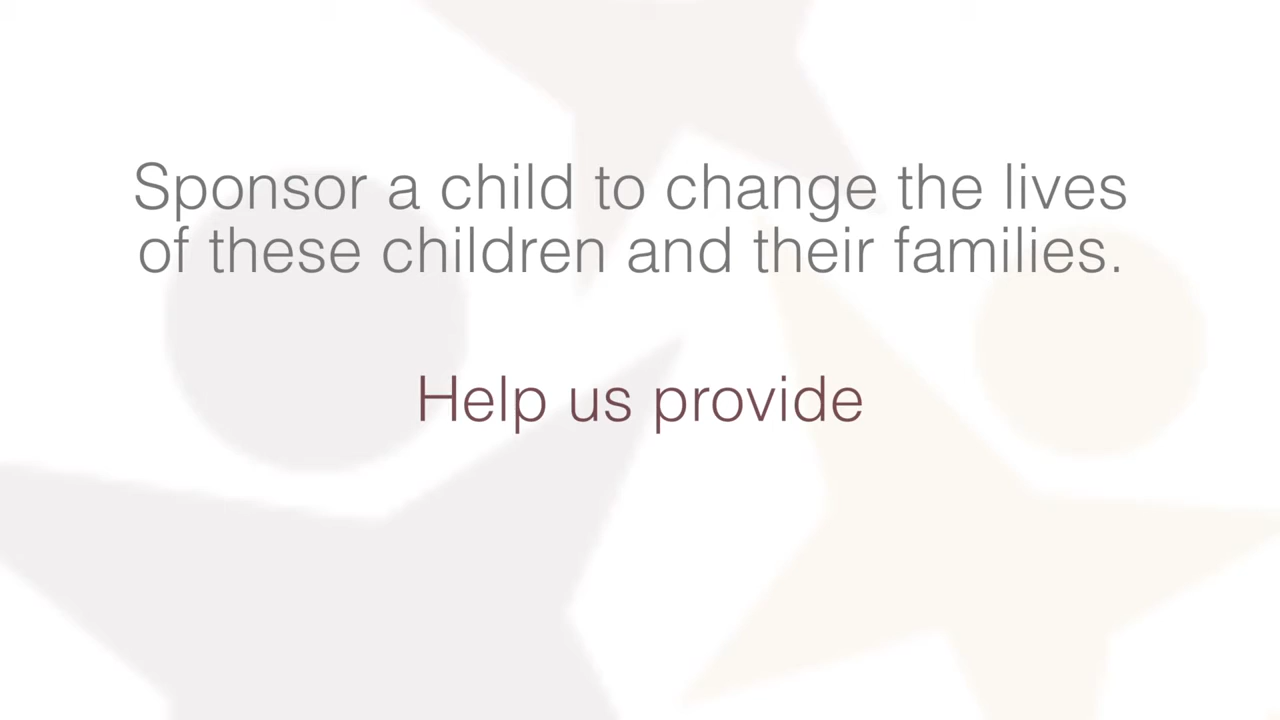 Sponsor a child to change the lives
of these children and their families.
Help us provide